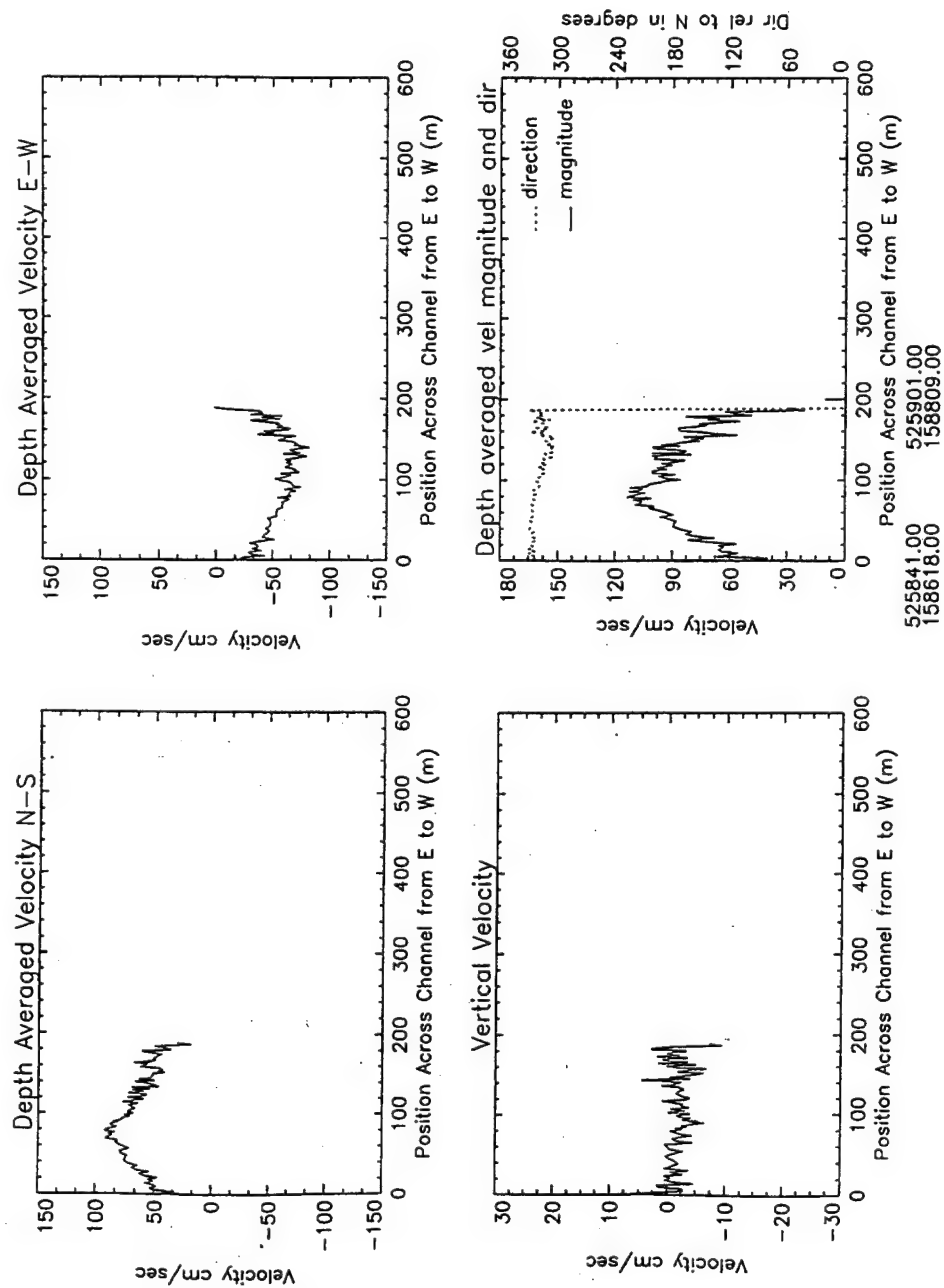 Depth Averaged Velocity N-S
Velocity cm/sec
150
100
50
0
-50
-100
-150
0 100 200 300 400 500 600
Position Across Channel from E to W (m)
Depth Averaged Velocity E-W
Velocity cm/sec
150
100
50
0
-50
-100
-150
0 100 200 300 400 500 600
Position Across Channel from E to W (m)
Vertical Velocity
Velocity cm/sec
30
20
10
0
-10
-20
-30
0 100 200 300 400 500 600
Position Across Channel from E to W (m)
Depth averaged vel magnitude and dir
Velocity cm/sec
180
150
120
90
60
30
0
direction
magnitude
360
300
240
180
120
60
0
Dir rel to N in degrees
0 100 200 300 400 500 600
Position Across Channel from E to W (m)
525841.00 525901.00
158618.00 158809.00